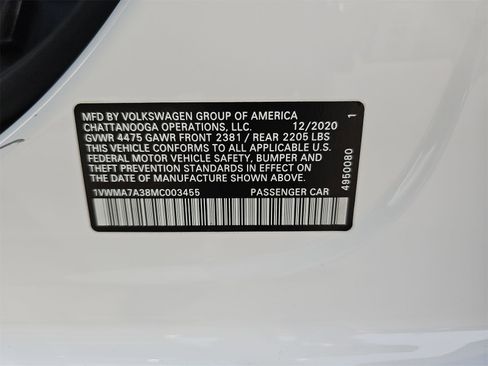 MFD BY VOLKSWAGEN GROUP OF AMERICA
CHATTANOOGA OPERATIONS, LLC. 12/2020
GVWR 4475 GAWR FRONT 2381 / REAR 2205 LBS
THIS VEHICLE CONFORMS TO ALL APPLICABLE U.S.
FEDERAL MOTOR VEHICLE SAFETY, BUMPER AND
THEFT PREVENTION STANDARDS IN EFFECT ON
THE DATE OF MANUFACTURE SHOWN ABOVE
1VWMA7A38MC003455 PASSENGER CAR
4950080 1